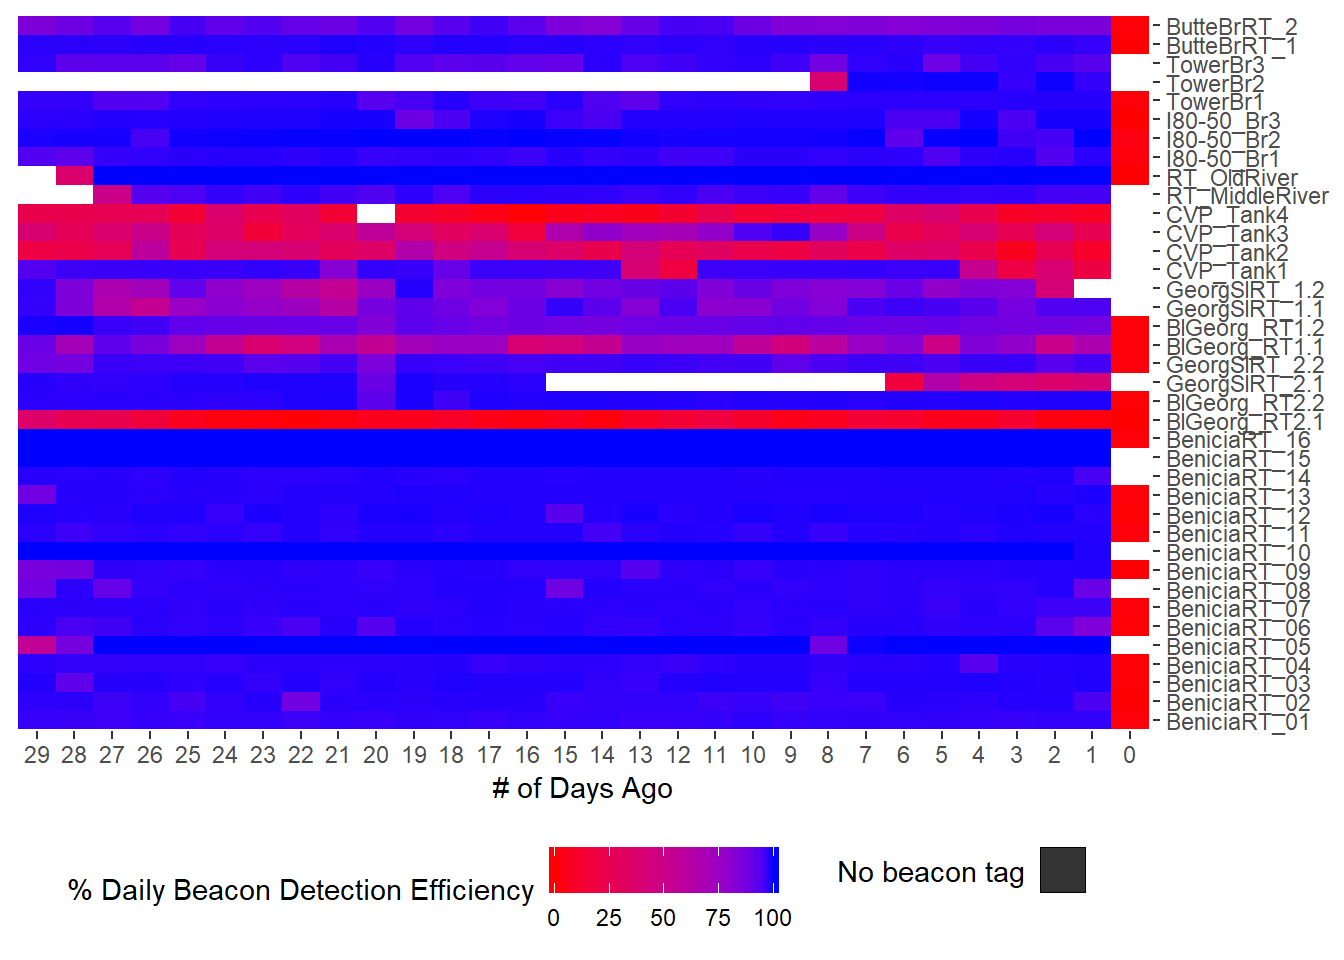 ButteBrRT_2
ButteBrRT_1
TowerBr3
TowerBr2
TowerBr1
I80-50_Br3
I80-50_Br2
I80-50_Br1
RT_OldRiver
RT_MiddleRiver
CVP_Tank4
CVP_Tank3
CVP_Tank2
CVP_Tank1
GeorgSlRT_1.2
GeorgSlRT_1.1
BlGeorg_RT1.2
BlGeorg_RT1.1
GeorgSlRT_2.2
GeorgSlRT_2.1
BlGeorg_RT2.2
BlGeorg_RT2.1
BeniciaRT_16
BeniciaRT_15
BeniciaRT_14
BeniciaRT_13
BeniciaRT_12
BeniciaRT_11
BeniciaRT_10
BeniciaRT_09
BeniciaRT_08
BeniciaRT_07
BeniciaRT_06
BeniciaRT_05
BeniciaRT_04
BeniciaRT_03
BeniciaRT_02
BeniciaRT_01
29 28 27 26 25 24 23 22 21 20 19 18 17 16 15 14 13 12 11 10 9 8 7 6 5 4 3 2 1 0
# of Days Ago
% Daily Beacon Detection Efficiency
0 25 50 75 100
No beacon tag